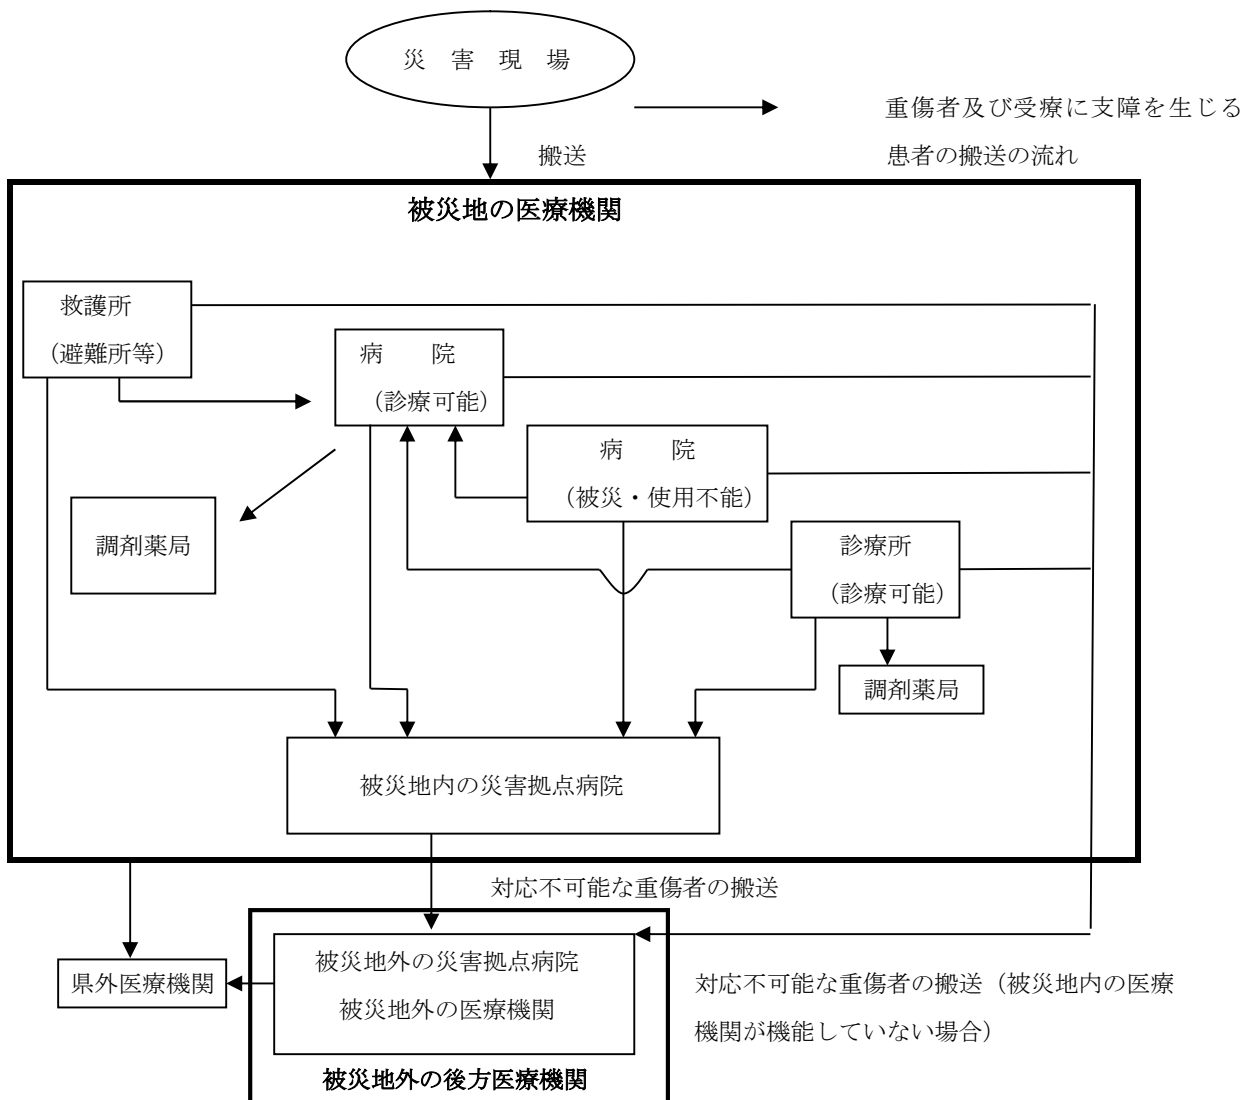 災　害　現　場
重傷者及び受療に支障を生じる
患者の搬送の流れ
搬送
被災地の医療機関
救護所
（避難所等）
病　　院
（診療可能）
病　　院
（被災・使用不能）
調剤薬局
診療所
（診療可能）
調剤薬局
被災地内の災害拠点病院
対応不可能な重傷者の搬送
県外医療機関
被災地外の災害拠点病院
被災地外の医療機関
対応不可能な重傷者の搬送（被災地内の医療
機関が機能していない場合）
被災地外の後方医療機関